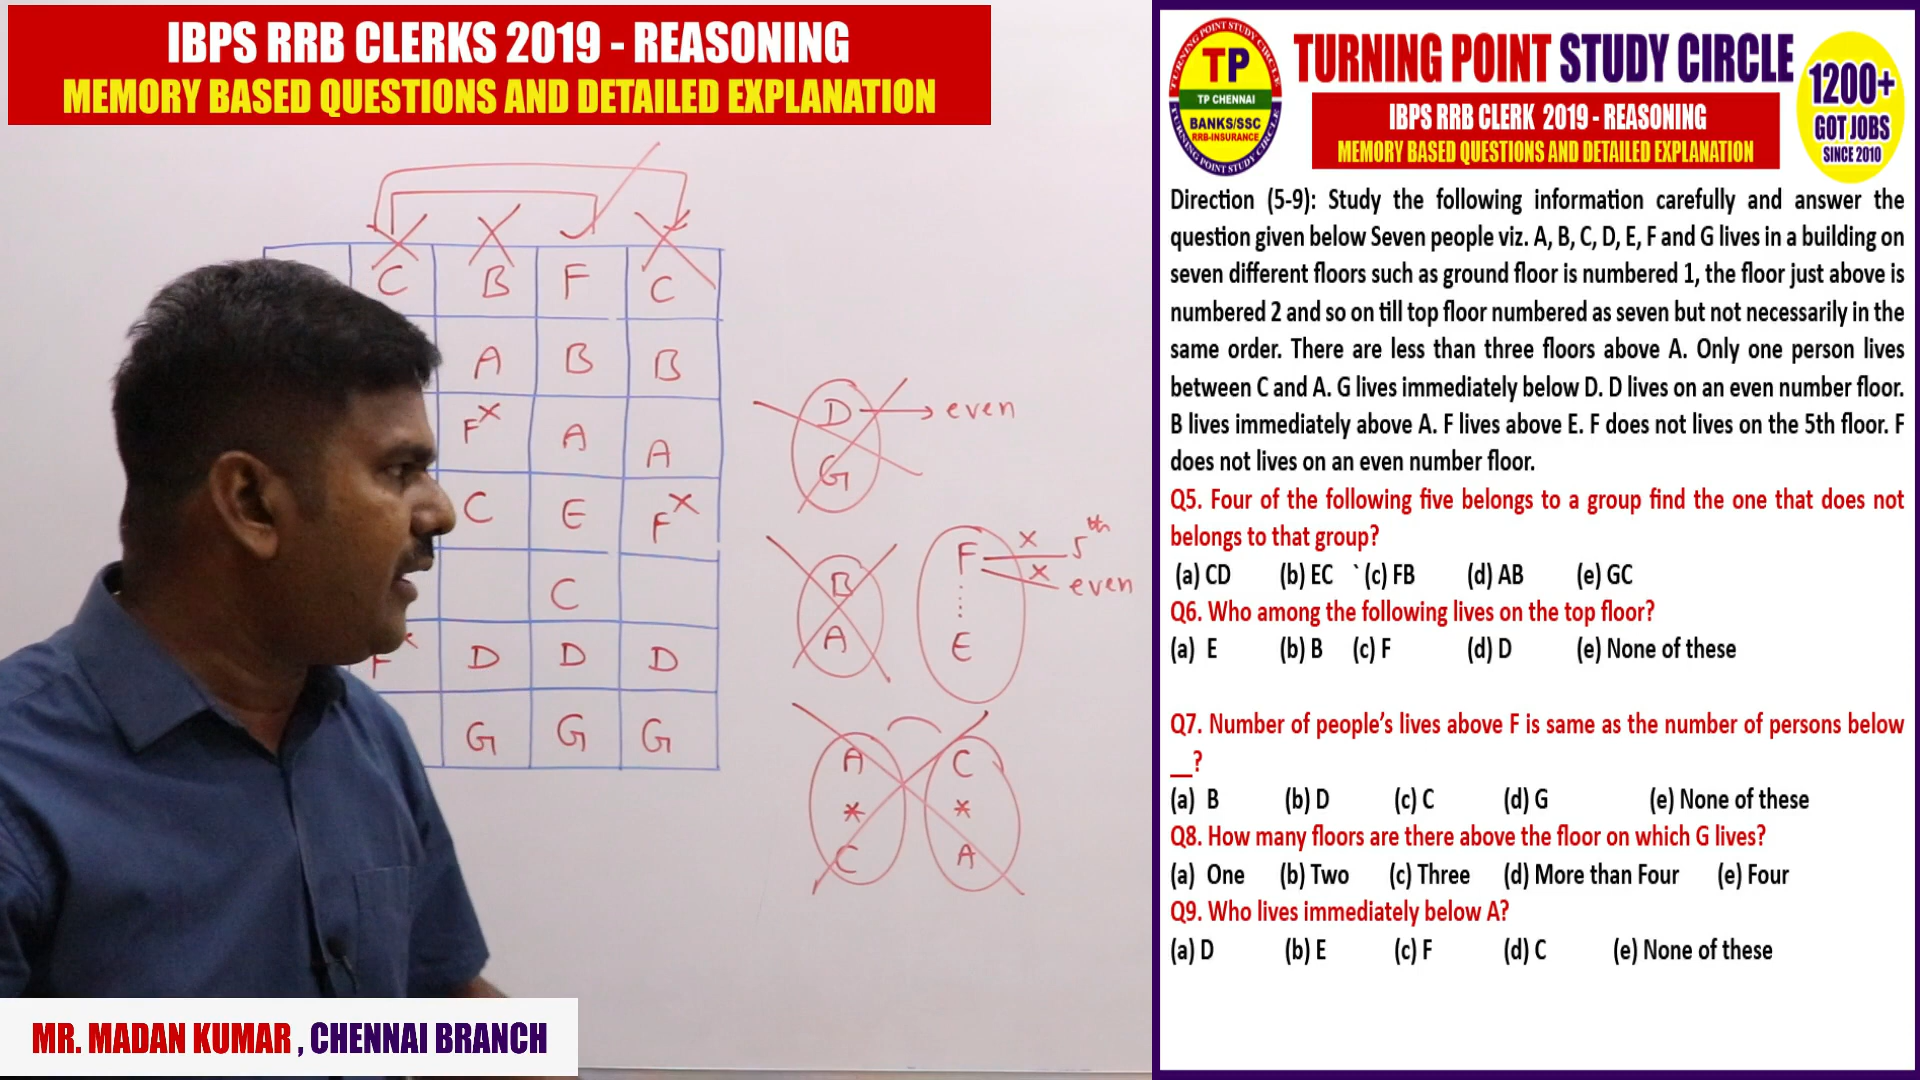 IBPS RRB CLERKS 2019 - REASONING
MEMORY BASED QUESTIONS AND DETAILED EXPLANATION
C B F C
A B B
F× A A
C E F×
C
F× D D D
G G G
D → even
G
B
A
F × 5th
× even
E
A C
* *
C A
MR. MADAN KUMAR , CHENNAI BRANCH
TURNING POINT STUDY CIRCLE
TURNING POINT STUDY CIRCLE
TP
TP CHENNAI
BANKS/SSC
RRB-INSURANCE
TURNING POINT STUDY CIRCLE
IBPS RRB CLERK 2019 - REASONING
MEMORY BASED QUESTIONS AND DETAILED EXPLANATION
1200+
GOT JOBS
SINCE 2010
Direction (5-9): Study the following information carefully and answer the
question given below Seven people viz. A, B, C, D, E, F and G lives in a building on
seven different floors such as ground floor is numbered 1, the floor just above is
numbered 2 and so on till top floor numbered as seven but not necessarily in the
same order. There are less than three floors above A. Only one person lives
between C and A. G lives immediately below D. D lives on an even number floor.
B lives immediately above A. F lives above E. F does not lives on the 5th floor. F
does not lives on an even number floor.
Q5. Four of the following five belongs to a group find the one that does not
belongs to that group?
(a) CD (b) EC ` (c) FB (d) AB (e) GC
Q6. Who among the following lives on the top floor?
(a) E (b) B (c) F (d) D (e) None of these
Q7. Number of people's lives above F is same as the number of persons below
__?
(a) B (b) D (c) C (d) G (e) None of these
Q8. How many floors are there above the floor on which G lives?
(a) One (b) Two (c) Three (d) More than Four (e) Four
Q9. Who lives immediately below A?
(a) D (b) E (c) F (d) C (e) None of these